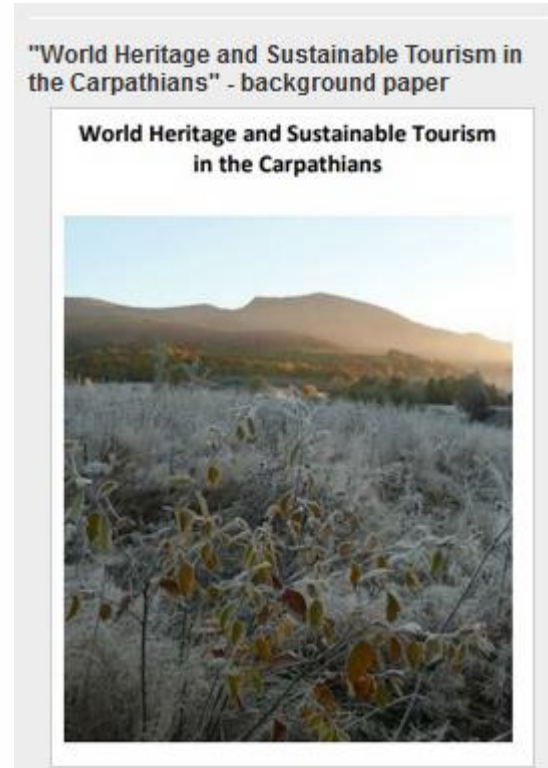 "World Heritage and Sustainable Tourism in
the Carpathians" - background paper
World Heritage and Sustainable Tourism
in the Carpathians